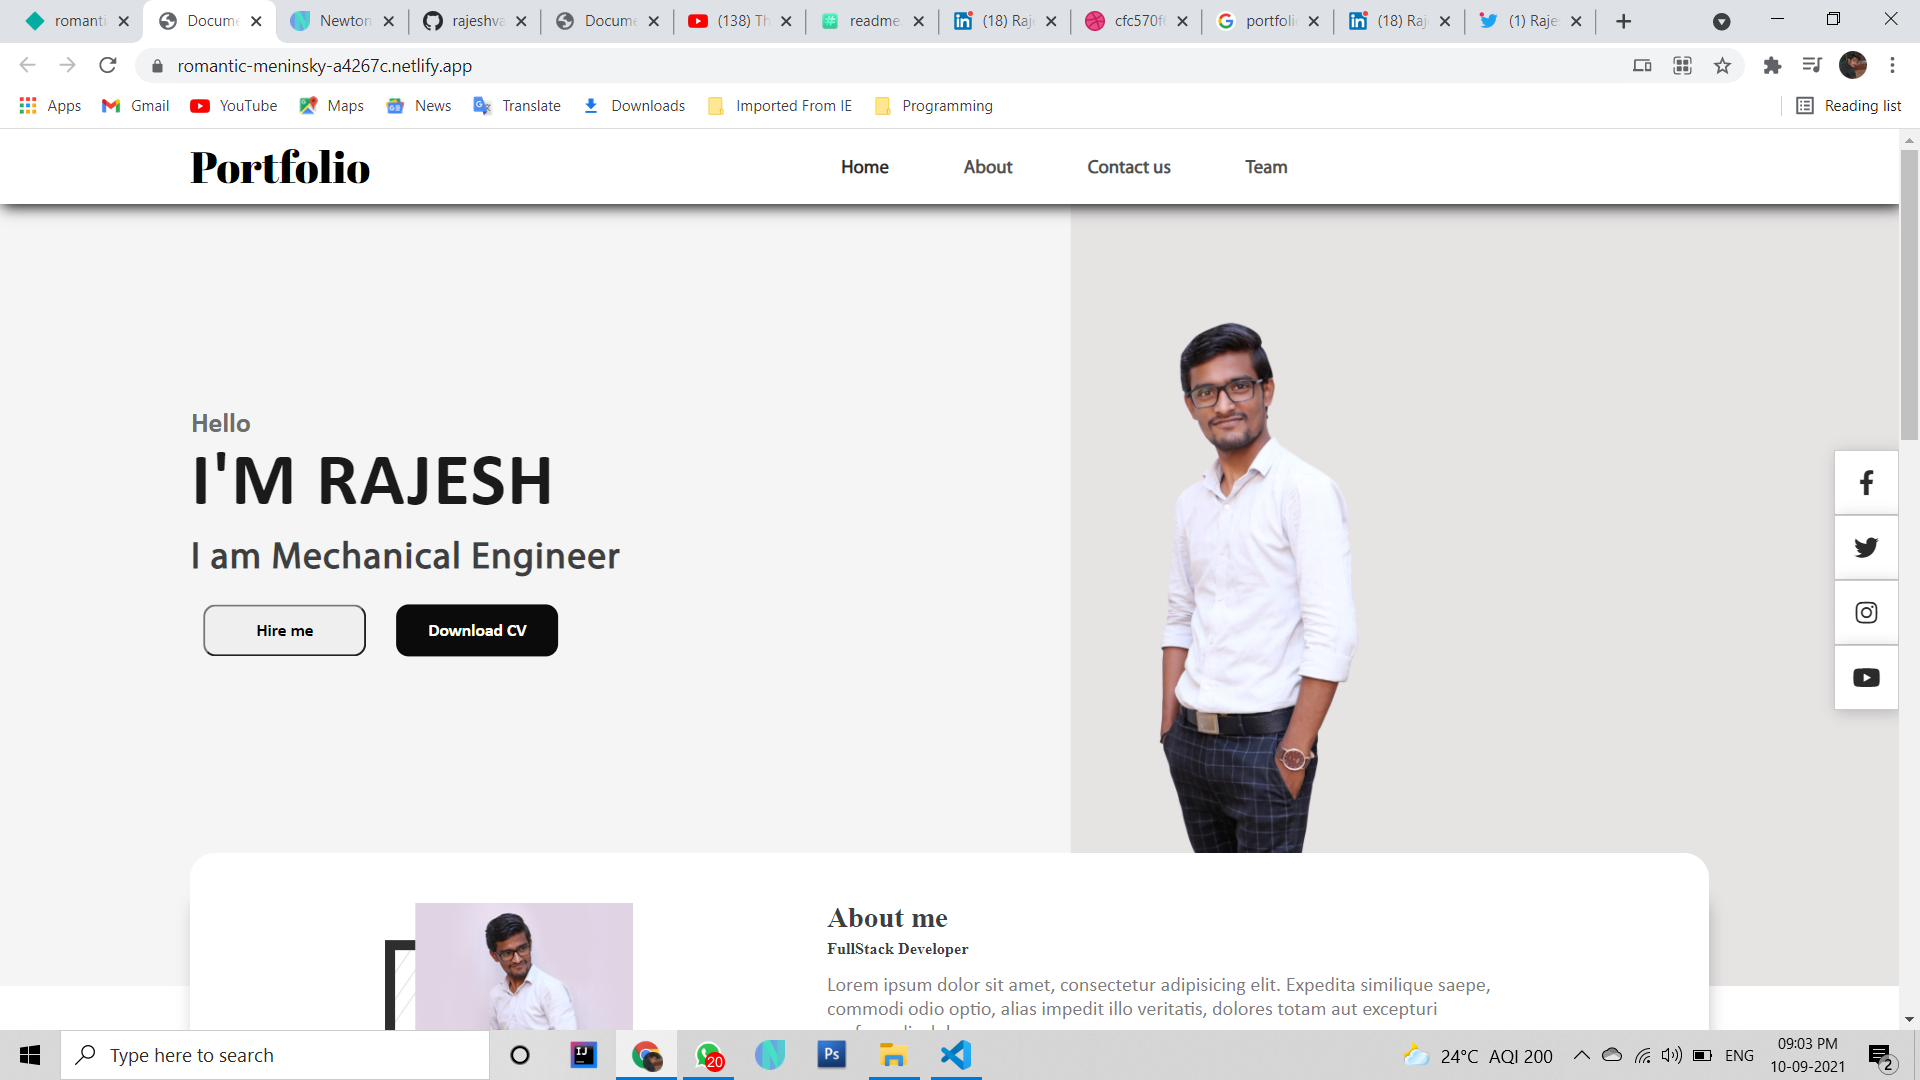 romanti
Docume
Newton
rajeshva
Docume
(138) Th
readme.
(18) Raj
cfc570f
portfoli
(18) Raj
(1) Raje
romantic-meninsky-a4267c.netlify.app
Apps
Gmail
YouTube
Maps
News
Translate
Downloads
Imported From IE
Programming
Reading list
Portfolio
Home
About
Contact us
Team
Hello
I'M RAJESH
I am Mechanical Engineer
Hire me
Download CV
About me
FullStack Developer
Lorem ipsum dolor sit amet, consectetur adipisicing elit. Expedita similique saepe,
commodi odio optio, alias impedit illo veritatis, dolores totam aut excepturi
Type here to search
IJ
20
Ps
24°C AQI 200
ENG
09:03 PM
10-09-2021
2